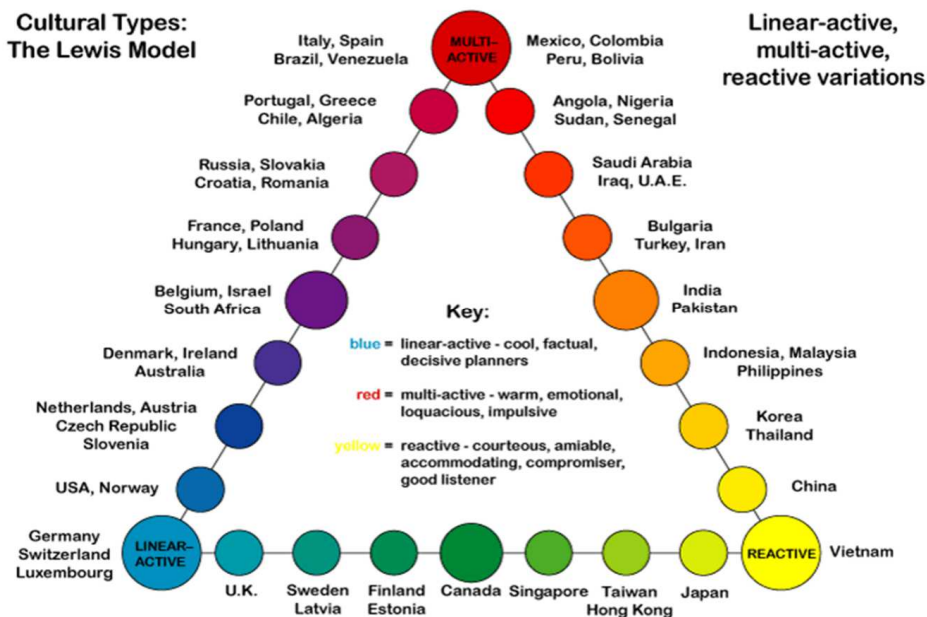 Cultural Types:
The Lewis Model
Linear-active,
multi-active,
reactive variations
MULTI-
ACTIVE
Italy, Spain
Brazil, Venezuela
Mexico, Colombia
Peru, Bolivia
Portugal, Greece
Chile, Algeria
Angola, Nigeria
Sudan, Senegal
Russia, Slovakia
Croatia, Romania
Saudi Arabia
Iraq, U.A.E.
France, Poland
Hungary, Lithuania
Bulgaria
Turkey, Iran
Belgium, Israel
South Africa
India
Pakistan
Key:
blue = linear-active - cool, factual,
decisive planners
red = multi-active - warm, emotional,
loquacious, impulsive
yellow = reactive - courteous, amiable,
accommodating, compromiser,
good listener
Denmark, Ireland
Australia
Indonesia, Malaysia
Philippines
Netherlands, Austria
Czech Republic
Slovenia
Korea
Thailand
USA, Norway
China
Germany
Switzerland
Luxembourg
LINEAR-
ACTIVE
REACTIVE
Vietnam
U.K.
Sweden
Latvia
Finland
Estonia
Canada
Singapore
Taiwan
Hong Kong
Japan